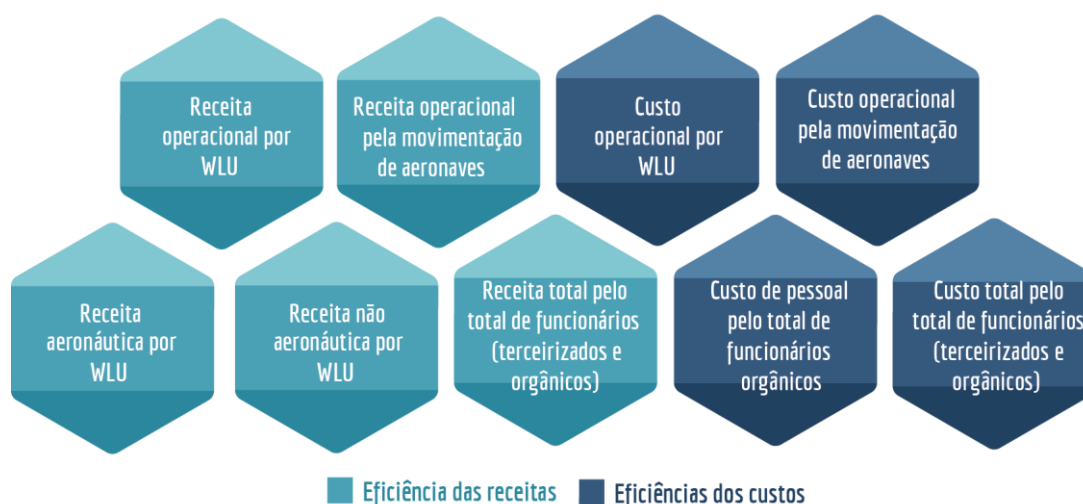 Receita
operacional por
WLU
Receita operacional
pela movimentação
de aeronaves
Custo
operacional por
WLU
Custo operacional
pela movimentação
de aeronaves
Receita
aeronáutica por
WLU
Receita não
aeronáutica por
WLU
Receita total pelo
total de funcionários
(terceirizados e
orgânicos)
Custo de pessoal
pelo total de
funcionários
orgânicos
Custo total pelo
total de funcionários
(terceirizados e
orgânicos)
Eficiência das receitas
Eficiências dos custos